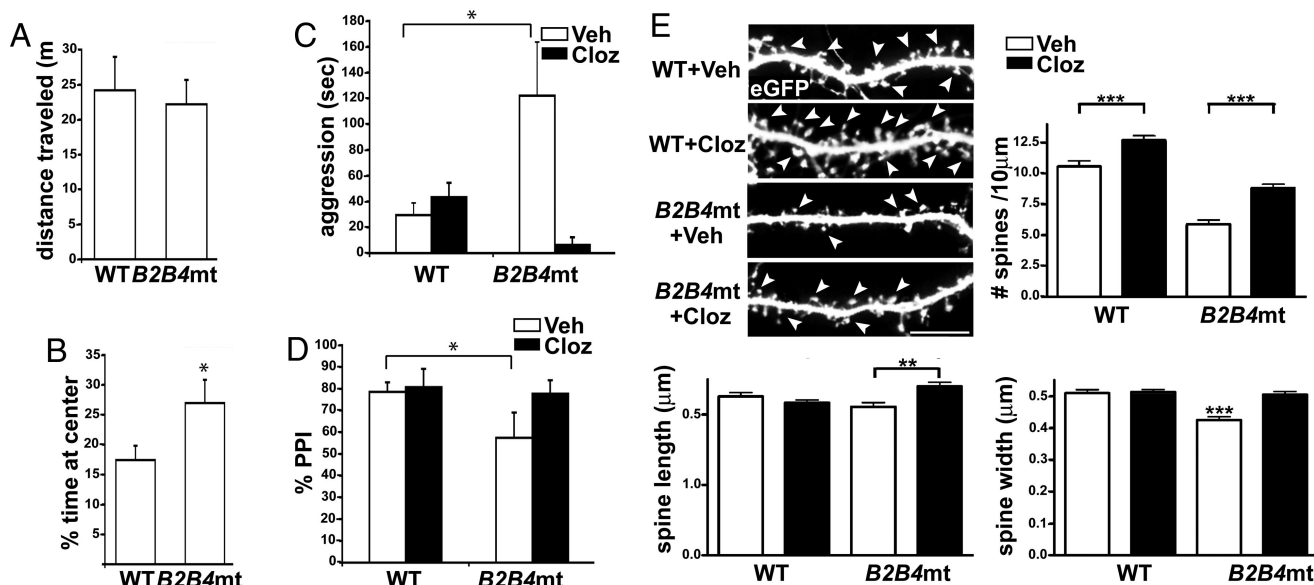 A
distance traveled (m
30
25
20
15
10
5
0
WT B2B4mt
B
% time at center
35
30
25
20
15
10
5
*
WT B2B4mt
C
aggression (sec)
180
160
140
120
100
80
60
40
20
0
*
Veh
Cloz
WT B2B4mt
D
% PPI
100
90
80
70
60
50
40
30
20
10
0
*
Veh
Cloz
WT B2B4mt
E
WT+Veh
eGFP
WT+Cloz
B2B4mt
+Veh
B2B4mt
+Cloz
Veh
Cloz
*** ***
# spines /10μm
12.5
10.0
7.5
5.0
2.5
0.0
WT B2B4mt
spine length (μm)
0.5
1.0
0.0
**
WT B2B4mt
spine width (μm)
0.5
0.4
0.3
0.2
0.1
0.0
***
WT B2B4mt